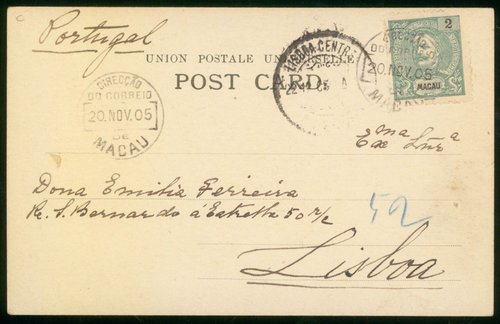 Portugal
UNION POSTALE UNIVERSELLE
POST CARD
DIRECÇÃO
DO CORREIO
20.NOV.05
DE
MACAU
LISBOA CENTRAL
2
MACAU
20 NOV 05
MACAU
Exma Snra
Dona Emilia Ferreira
R. S. Bernardo á Estrella 50 r/c
52
Lisboa